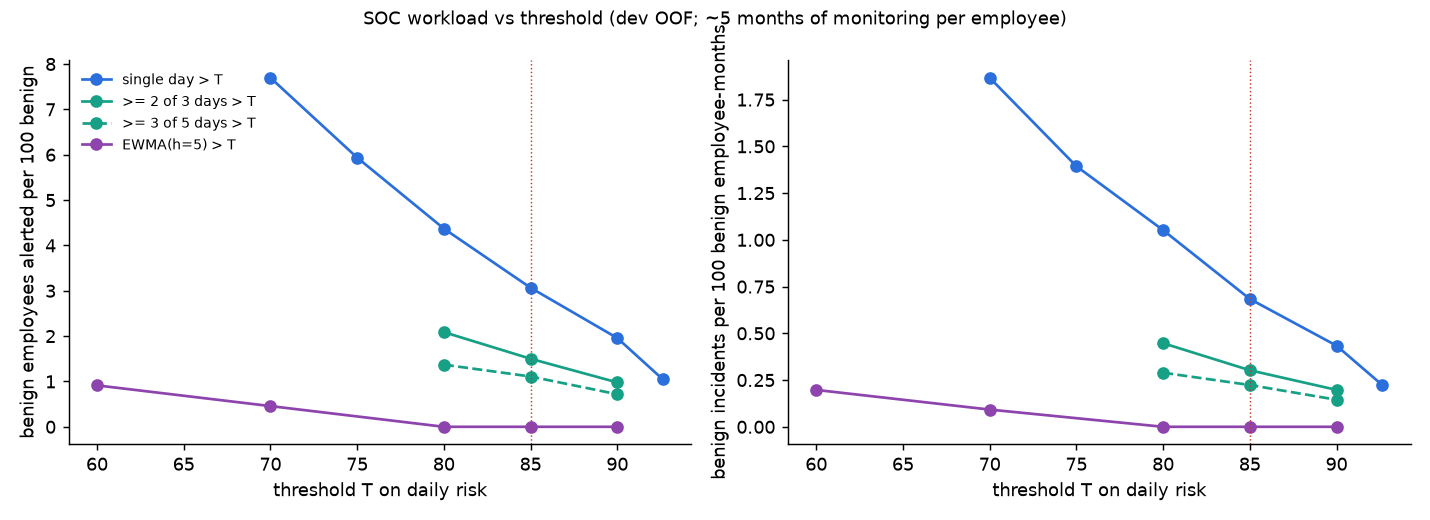 SOC workload vs threshold (dev OOF; ~5 months of monitoring per employee)
benign employees alerted per 100 benign
8
7
6
5
4
3
2
1
0
single day > T
>= 2 of 3 days > T
>= 3 of 5 days > T
EWMA(h=5) > T
60 65 70 75 80 85 90
threshold T on daily risk
benign incidents per 100 benign employee-months
1.75
1.50
1.25
1.00
0.75
0.50
0.25
0.00
60 65 70 75 80 85 90
threshold T on daily risk